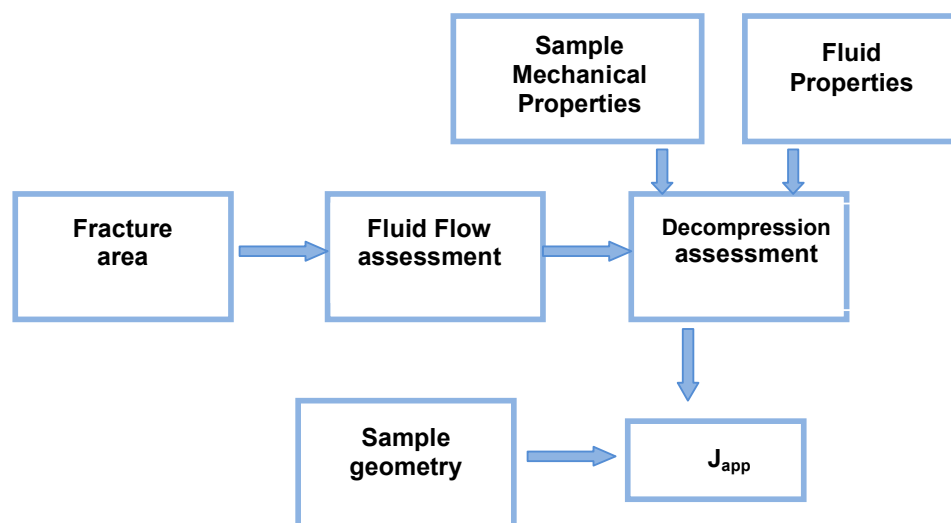 Sample
Mechanical
Properties
Fluid
Properties
Fracture
area
Fluid Flow
assessment
Decompression
assessment
Sample
geometry
Japp